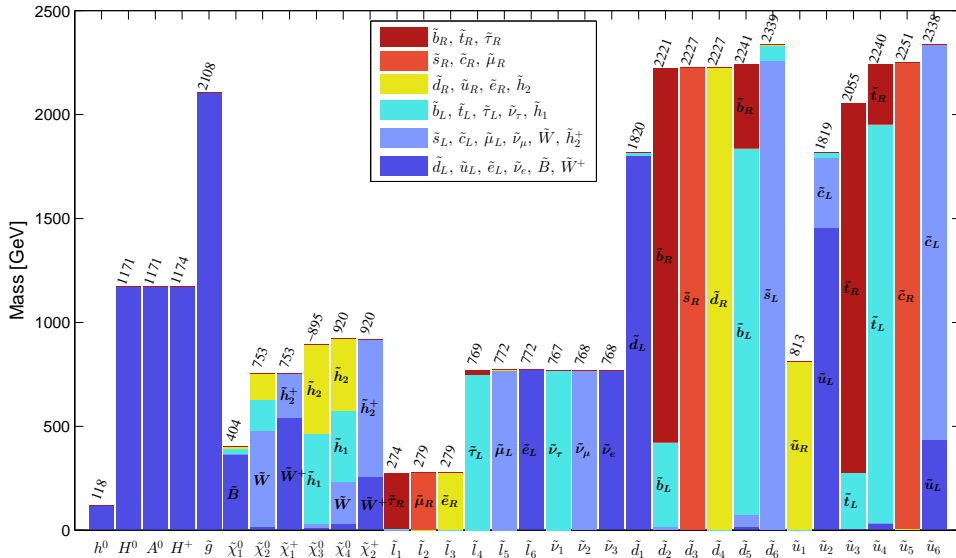 2500
2000
1500
1000
500
0
Mass [GeV]
b̃_R, t̃_R, τ̃_R
s̃_R, c̃_R, μ̃_R
d̃_R, ũ_R, ẽ_R, h̃_2
b̃_L, t̃_L, τ̃_L, ν̃_τ, h̃_1
s̃_L, c̃_L, μ̃_L, ν̃_μ, W̃, h̃_2^+
d̃_L, ũ_L, ẽ_L, ν̃_e, B̃, W̃^+
118 1171 1171 1174 2108 404 753 753 −895 920 920 274 279 279 769 772 772 767 768 768 1820 2221 2227 2227 2241 2339 813 1819 2055 2240 2251 2338
B̃
W̃
h̃_2^+
W̃^+
h̃_2
h̃_1
h̃_1
W̃
h̃_2^+
W̃^+
τ̃_R
μ̃_R
ẽ_R
τ̃_L
μ̃_L
ẽ_L
ν̃_τ
ν̃_μ
ν̃_e
d̃_L
b̃_R
b̃_L
s̃_R
d̃_R
b̃_R
b̃_L
s̃_L
ũ_R
c̃_L
ũ_L
t̃_R
t̃_L
t̃_R
t̃_L
c̃_R
c̃_L
ũ_L
h^0 H^0 A^0 H^+ g̃ χ̃_1^0 χ̃_2^0 χ̃_1^+ χ̃_3^0 χ̃_4^0 χ̃_2^+ l̃_1 l̃_2 l̃_3 l̃_4 l̃_5 l̃_6 ν̃_1 ν̃_2 ν̃_3 d̃_1 d̃_2 d̃_3 d̃_4 d̃_5 d̃_6 ũ_1 ũ_2 ũ_3 ũ_4 ũ_5 ũ_6